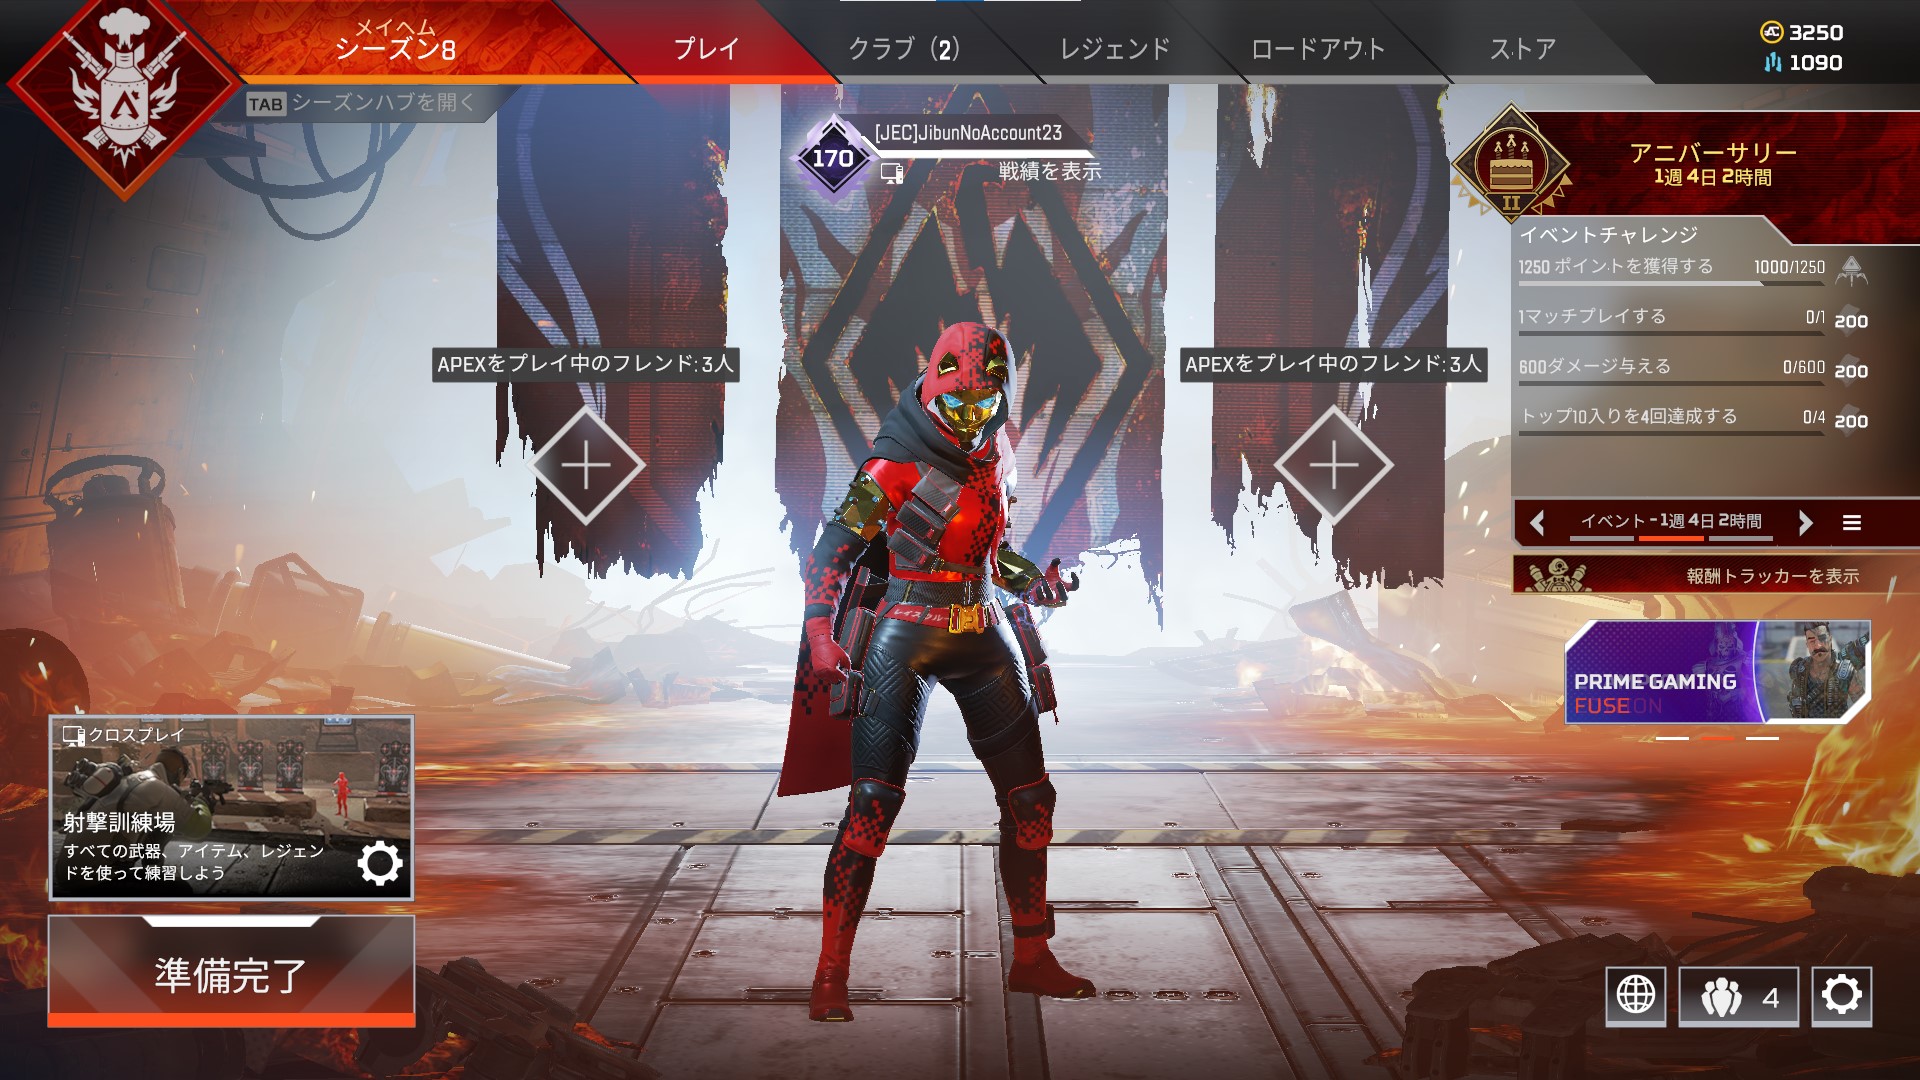 メイヘム
シーズン8
プレイ
クラブ (2)
レジェンド
ロードアウト
ストア
3250
1090
TAB シーズンハブを開く
170
[JEC]JibunNoAccount23
戦績を表示
アニバーサリー
1週 4日 2時間
II
イベントチャレンジ
1250 ポイントを獲得する 1000/1250
1マッチプレイする 0/1 200
600ダメージ与える 0/600 200
トップ10入りを4回達成する 0/4 200
イベント - 1週 4日 2時間
報酬トラッカーを表示
APEXをプレイ中のフレンド: 3人
APEXをプレイ中のフレンド: 3人
PRIME GAMING
FUSE
クロスプレイ
射撃訓練場
すべての武器、アイテム、レジェン
ドを使って練習しよう
準備完了
4